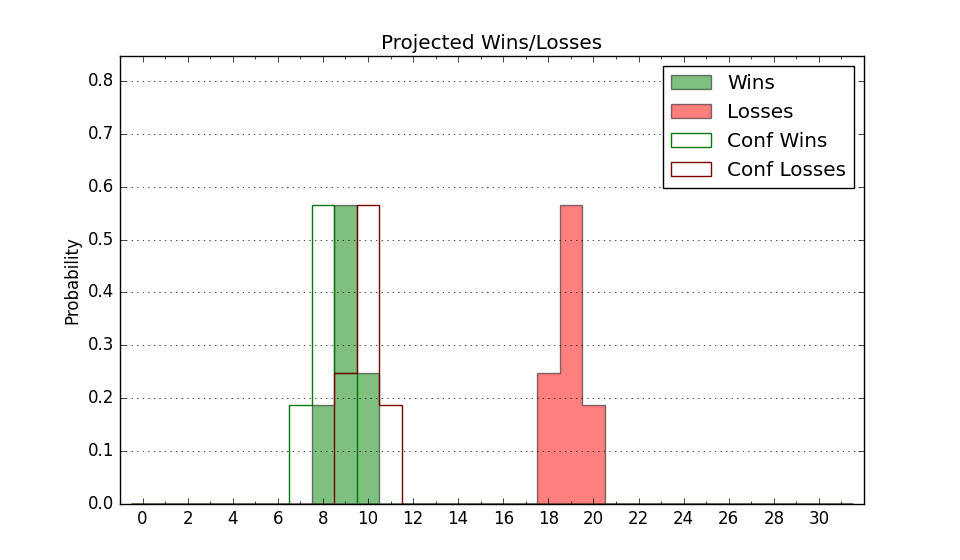 Projected Wins/Losses
Probability
0.8
0.7
0.6
0.5
0.4
0.3
0.2
0.1
0.0
0 2 4 6 8 10 12 14 16 18 20 22 24 26 28 30
Wins
Losses
Conf Wins
Conf Losses